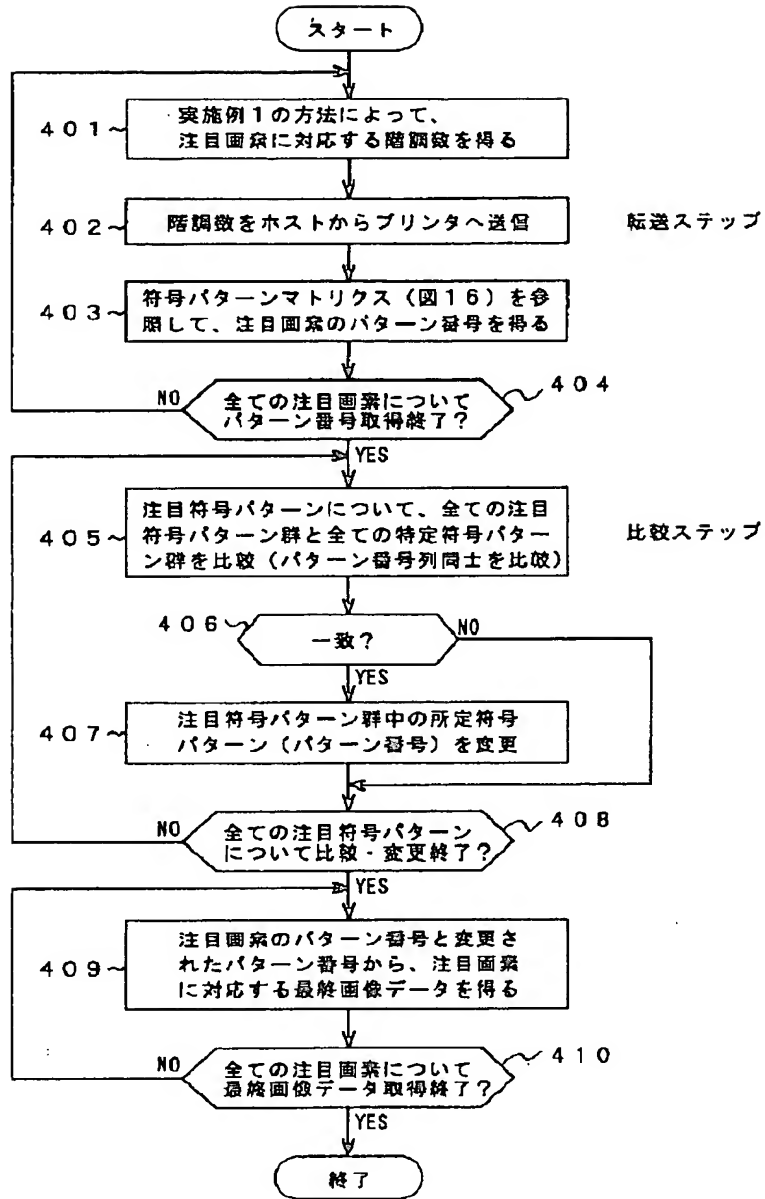 スタート
401
実施例1の方法によって、
注目画素に対応する階調数を得る
402
階調数をホストからプリンタへ送信
転送ステップ
403
符号パターンマトリクス（図16）を参
照して、注目画素のパターン番号を得る
404
NO
全ての注目画素について
パターン番号取得終了？
YES
405
注目符号パターンについて、全ての注目
符号パターン群と全ての特定符号パター
ン群を比較（パターン番号列同士を比較）
比較ステップ
406
一致？
NO
YES
407
注目符号パターン群中の所定符号
パターン（パターン番号）を変更
408
NO
全ての注目符号パターン
について比較・変更終了？
YES
409
注目画素のパターン番号と変更さ
れたパターン番号から、注目画素
に対応する最終画像データを得る
410
NO
全ての注目画素について
最終画像データ取得終了？
YES
終了